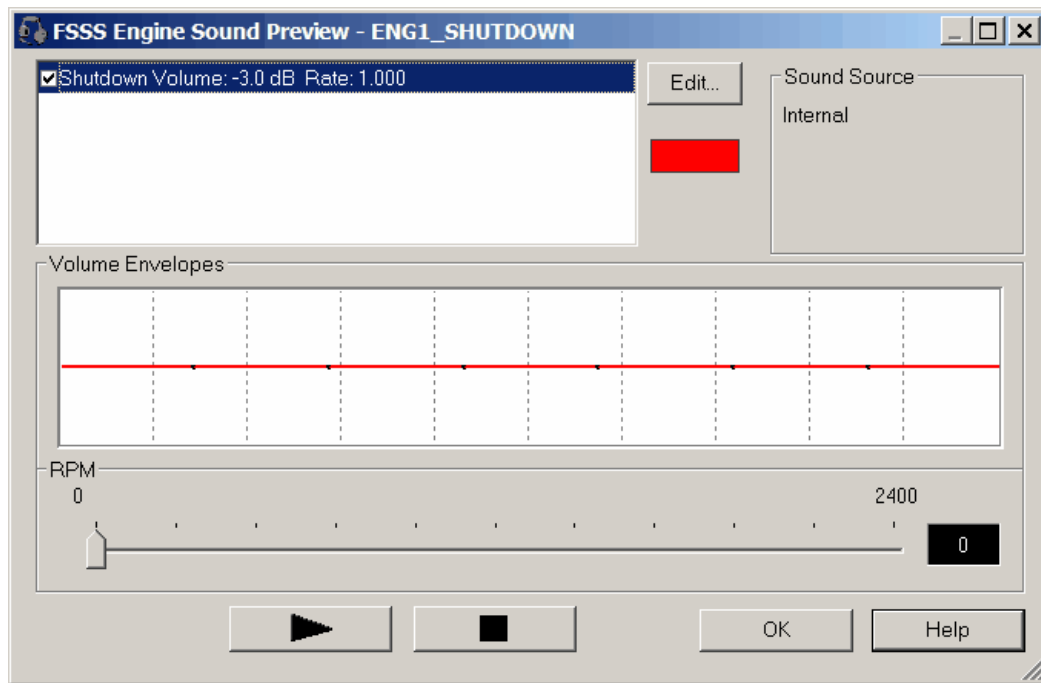 FSSS Engine Sound Preview - ENG1_SHUTDOWN
Shutdown Volume: -3.0 dB Rate: 1.000
Edit...
Sound Source
Internal
Volume Envelopes
RPM
0 2400
0
OK Help